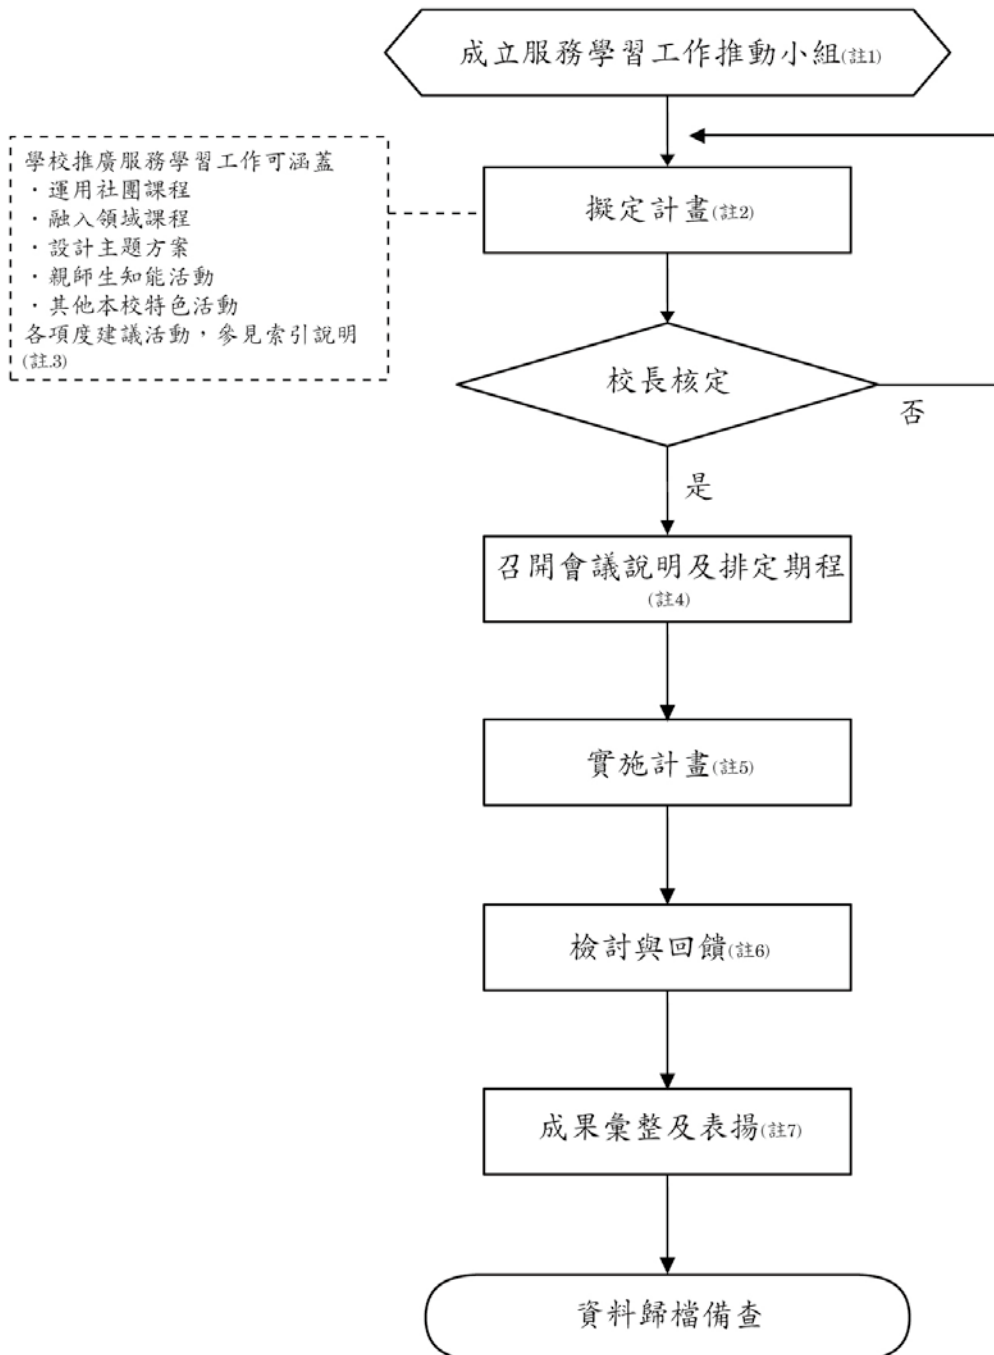 成立服務學習工作推動小組(註1)
學校推廣服務學習工作可涵蓋
・運用社團課程
・融入領域課程
・設計主題方案
・親師生知能活動
・其他本校特色活動
各項度建議活動，參見索引說明
(註.3)
擬定計畫(註2)
校長核定
否
是
召開會議說明及排定期程
(註4)
實施計畫(註5)
檢討與回饋(註6)
成果彙整及表揚(註7)
資料歸檔備查